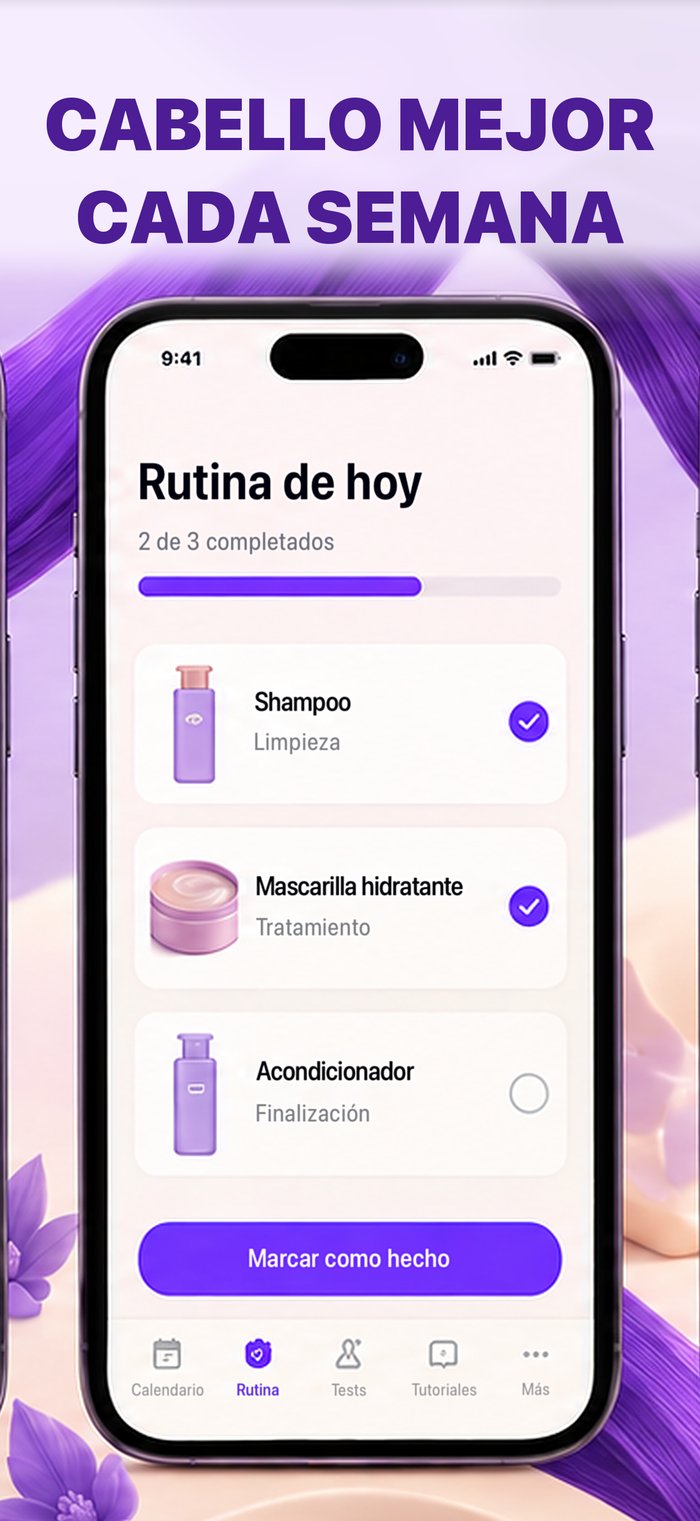 CABELLO MEJOR
CADA SEMANA
9:41
Rutina de hoy
2 de 3 completados
Shampoo
Limpieza
Mascarilla hidratante
Tratamiento
Acondicionador
Finalización
Marcar como hecho
Calendario
Rutina
Tests
Tutoriales
Más